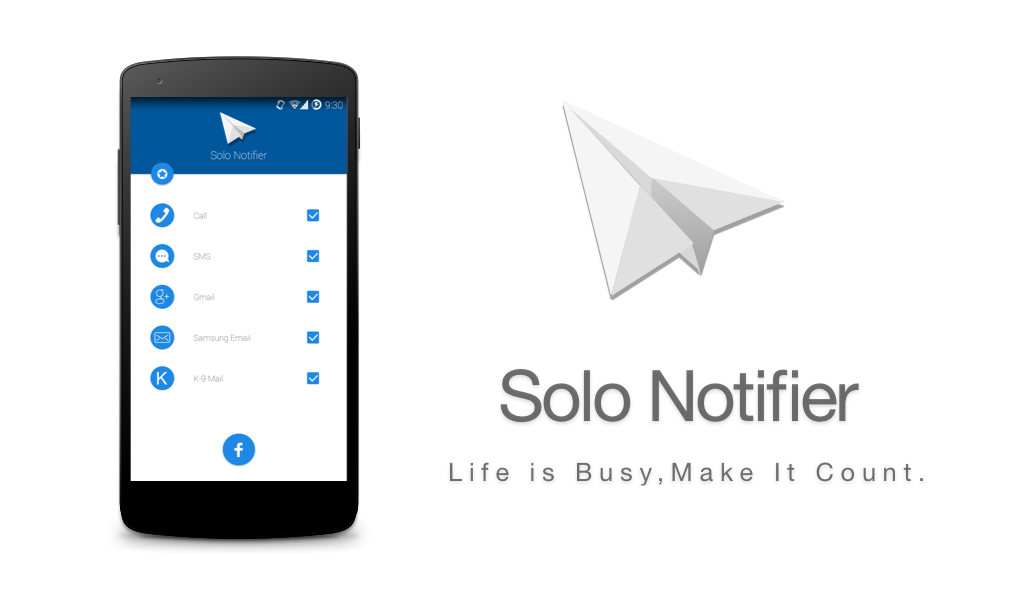 9:30
Solo Notifier
Call
SMS
Gmail
Samsung Email
K
K-9 Mail
f
Solo Notifier
Life is Busy,Make It Count.